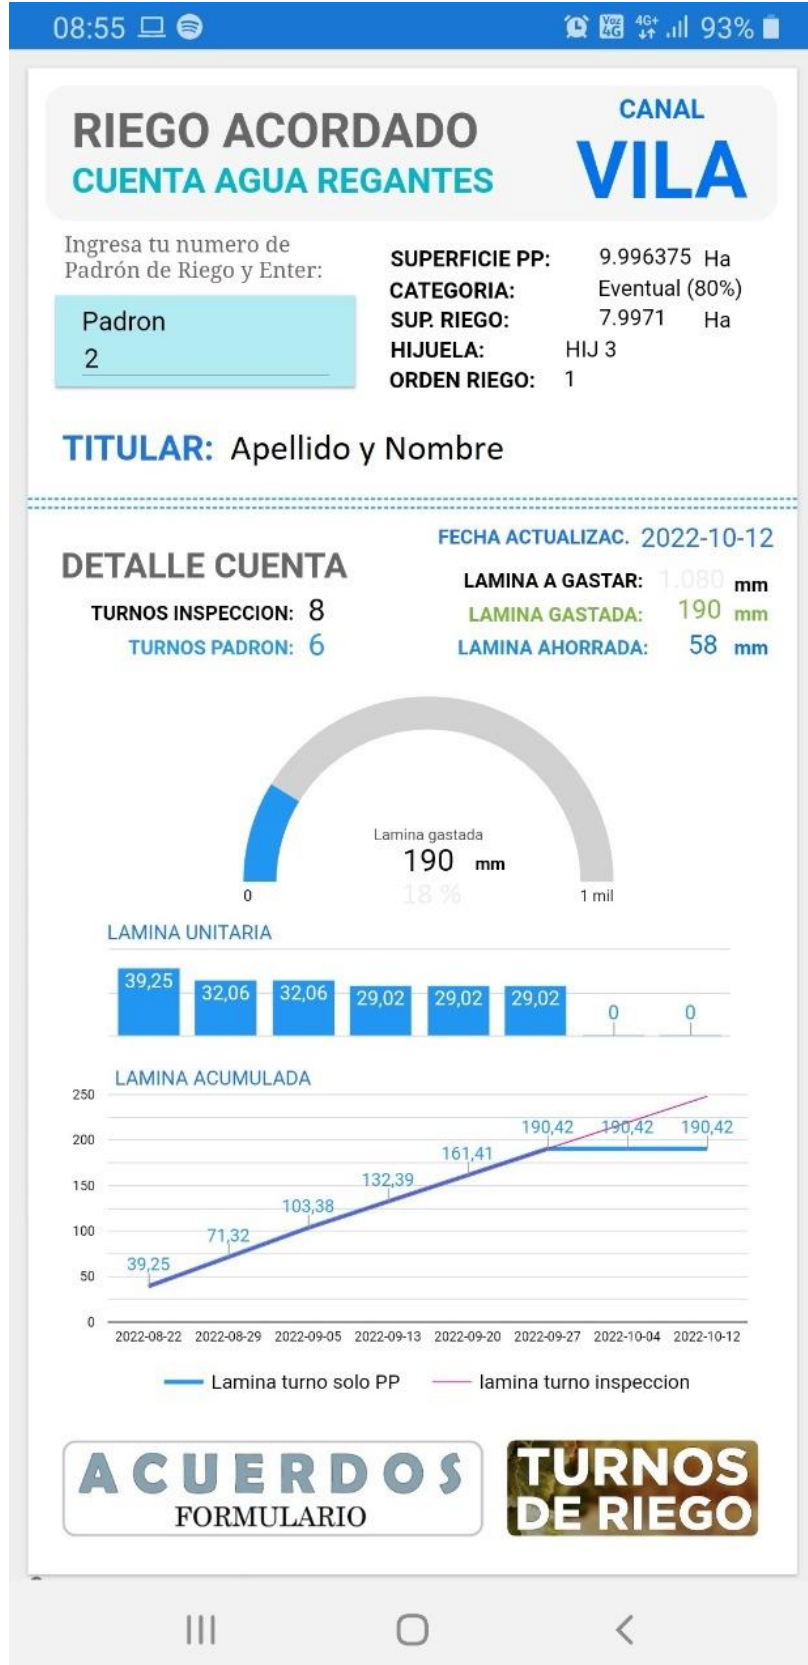 08:55 Voz 4G 4G+ 93%
RIEGO ACORDADO
CUENTA AGUA REGANTES
CANAL
VILA
Ingresa tu numero de
Padrón de Riego y Enter:
Padron
2
SUPERFICIE PP: 9.996375 Ha
CATEGORIA: Eventual (80%)
SUP. RIEGO: 7.9971 Ha
HIJUELA: HIJ 3
ORDEN RIEGO: 1
TITULAR: Apellido y Nombre
DETALLE CUENTA
TURNOS INSPECCION: 8
TURNOS PADRON: 6
FECHA ACTUALIZAC. 2022-10-12
LAMINA A GASTAR: 1.080 mm
LAMINA GASTADA: 190 mm
LAMINA AHORRADA: 58 mm
Lamina gastada
190 mm
18 %
0 1 mil
LAMINA UNITARIA
39,25 32,06 32,06 29,02 29,02 29,02 0 0
LAMINA ACUMULADA
250
200
150
100
50
0
39,25 71,32 103,38 132,39 161,41 190,42 190,42 190,42
2022-08-22 2022-08-29 2022-09-05 2022-09-13 2022-09-20 2022-09-27 2022-10-04 2022-10-12
Lamina turno solo PP lamina turno inspeccion
ACUERDOS
FORMULARIO
TURNOS
DE RIEGO